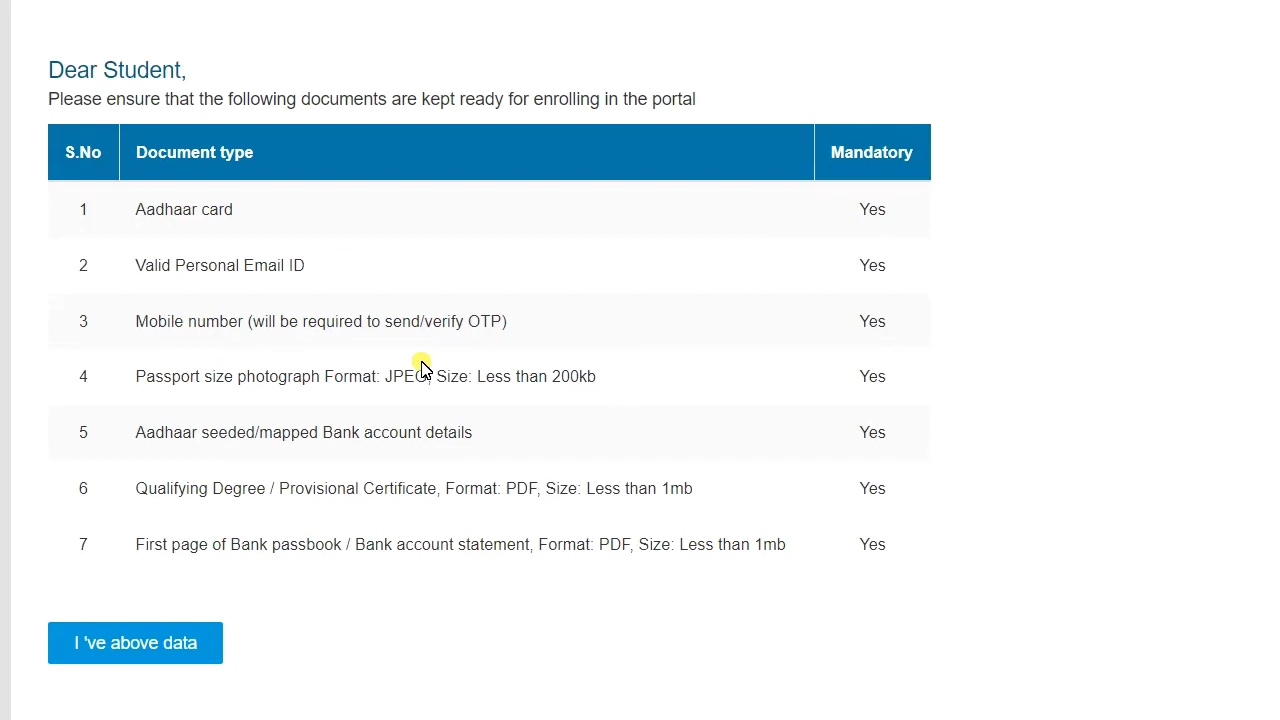 Dear Student,
Please ensure that the following documents are kept ready for enrolling in the portal
S.No Document type Mandatory
1 Aadhaar card Yes
2 Valid Personal Email ID Yes
3 Mobile number (will be required to send/verify OTP) Yes
4 Passport size photograph Format: JPEG, Size: Less than 200kb Yes
5 Aadhaar seeded/mapped Bank account details Yes
6 Qualifying Degree / Provisional Certificate, Format: PDF, Size: Less than 1mb Yes
7 First page of Bank passbook / Bank account statement, Format: PDF, Size: Less than 1mb Yes
I 've above data